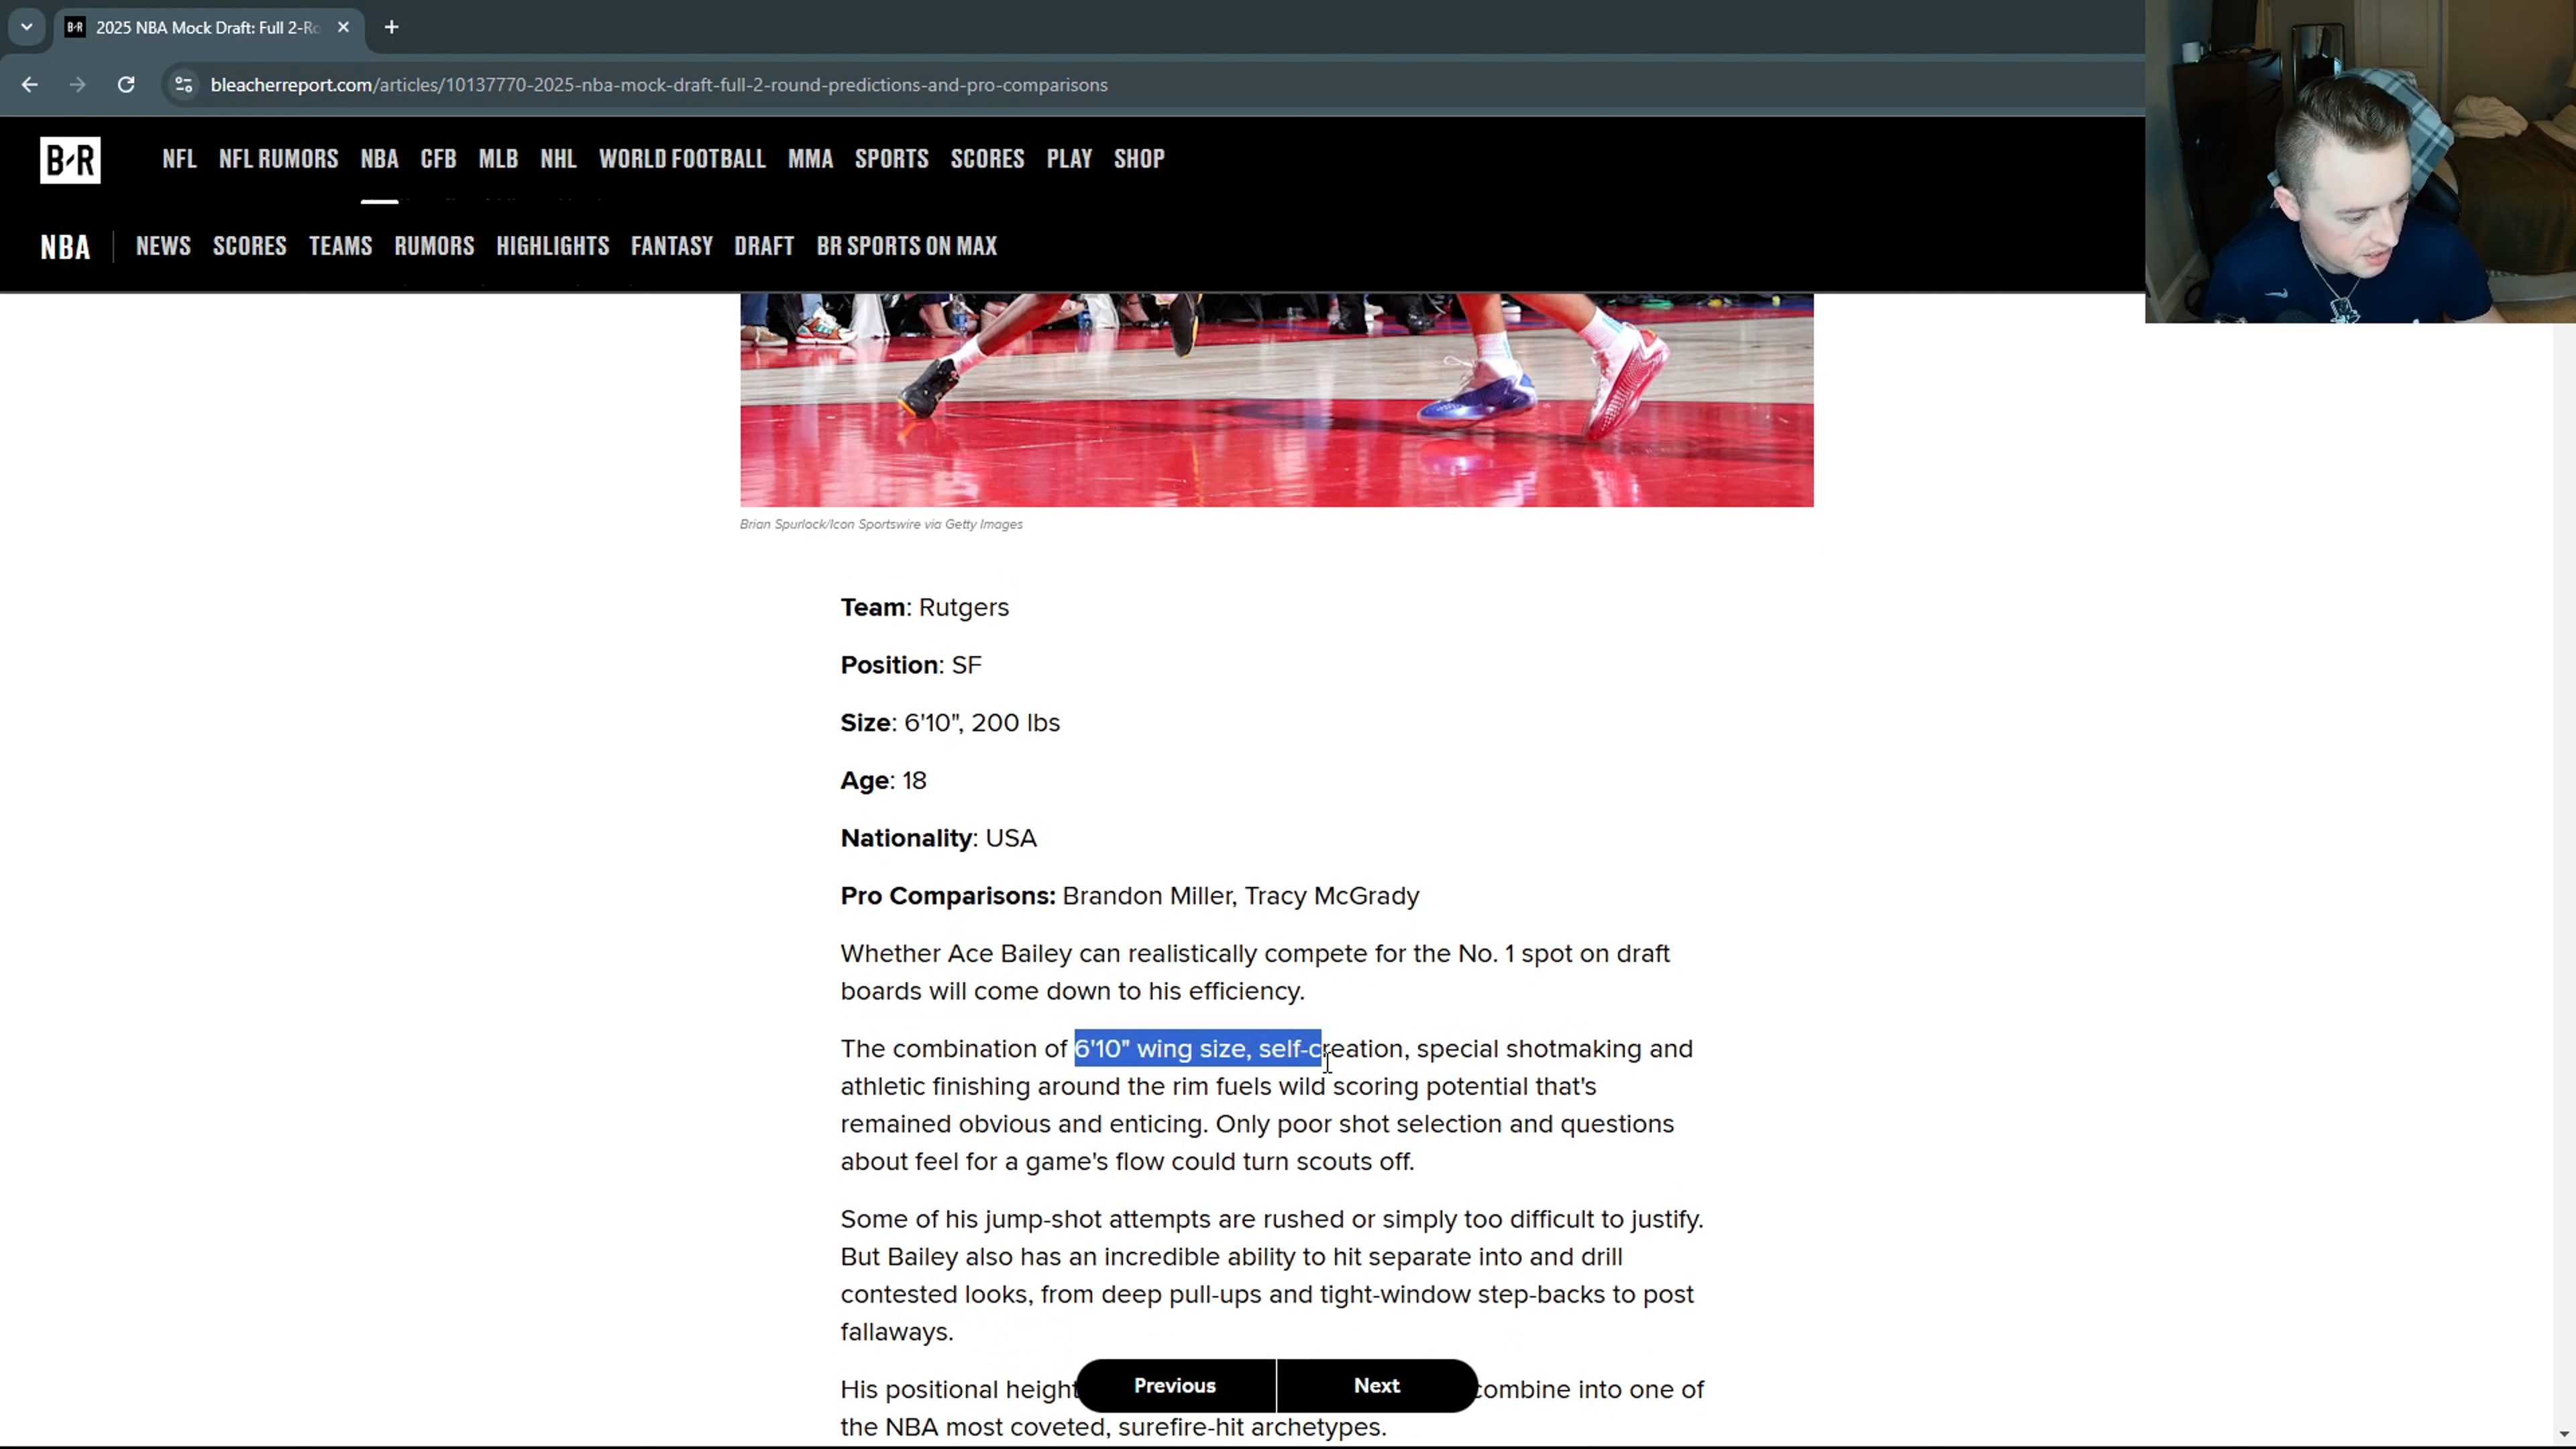 2025 NBA Mock Draft: Full 2-Ro
bleacherreport.com/articles/10137770-2025-nba-mock-draft-full-2-round-predictions-and-pro-comparisons
B/R NFL NFL RUMORS NBA CFB MLB NHL WORLD FOOTBALL MMA SPORTS SCORES PLAY SHOP
NBA NEWS SCORES TEAMS RUMORS HIGHLIGHTS FANTASY DRAFT BR SPORTS ON MAX
Brian Spurlock/Icon Sportswire via Getty Images
Team: Rutgers
Position: SF
Size: 6'10", 200 lbs
Age: 18
Nationality: USA
Pro Comparisons: Brandon Miller, Tracy McGrady
Whether Ace Bailey can realistically compete for the No. 1 spot on draft
boards will come down to his efficiency.
The combination of 6'10" wing size, self-creation, special shotmaking and
athletic finishing around the rim fuels wild scoring potential that's
remained obvious and enticing. Only poor shot selection and questions
about feel for a game's flow could turn scouts off.
Some of his jump-shot attempts are rushed or simply too difficult to justify.
But Bailey also has an incredible ability to hit separate into and drill
contested looks, from deep pull-ups and tight-window step-backs to post
fallaways.
His positional height combine into one of
Previous Next
the NBA most coveted, surefire-hit archetypes.